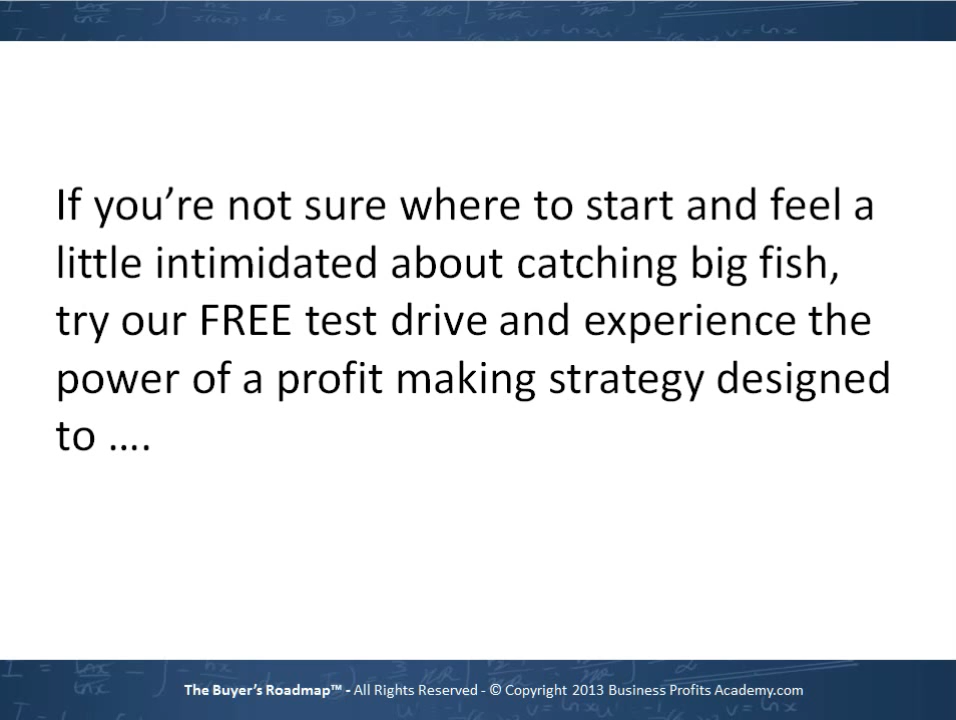 If you’re not sure where to start and feel a
little intimidated about catching big fish,
try our FREE test drive and experience the
power of a profit making strategy designed
to ….
The Buyer’s Roadmap™ - All Rights Reserved - © Copyright 2013 Business Profits Academy.com